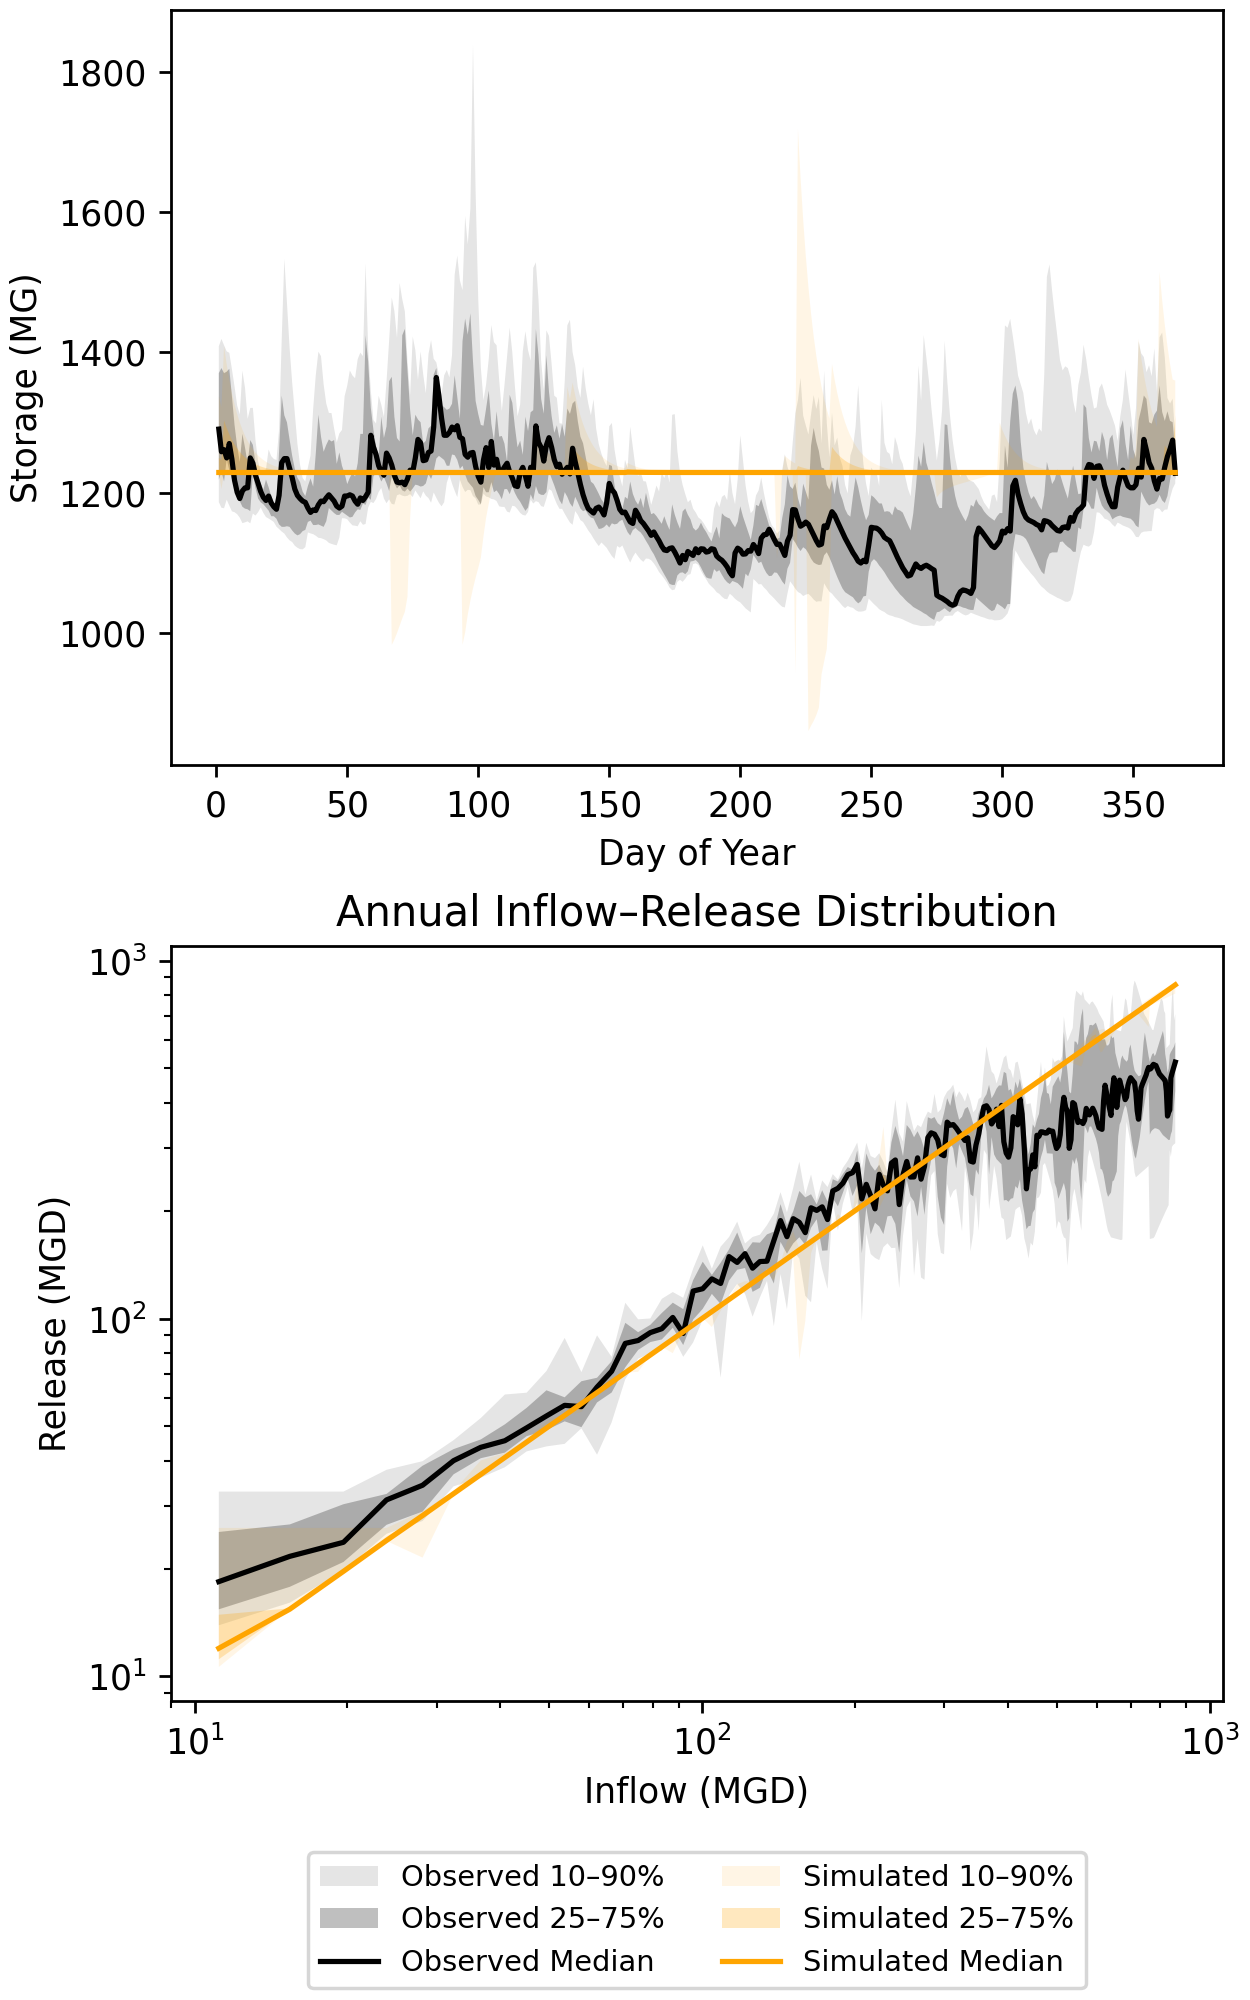 1800
1600
1400
1200
1000
Storage (MG)
0 50 100 150 200 250 300 350
Day of Year
Annual Inflow–Release Distribution
10³
10²
10¹
Release (MGD)
10¹ 10² 10³
Inflow (MGD)
Observed 10–90% Simulated 10–90%
Observed 25–75% Simulated 25–75%
Observed Median Simulated Median